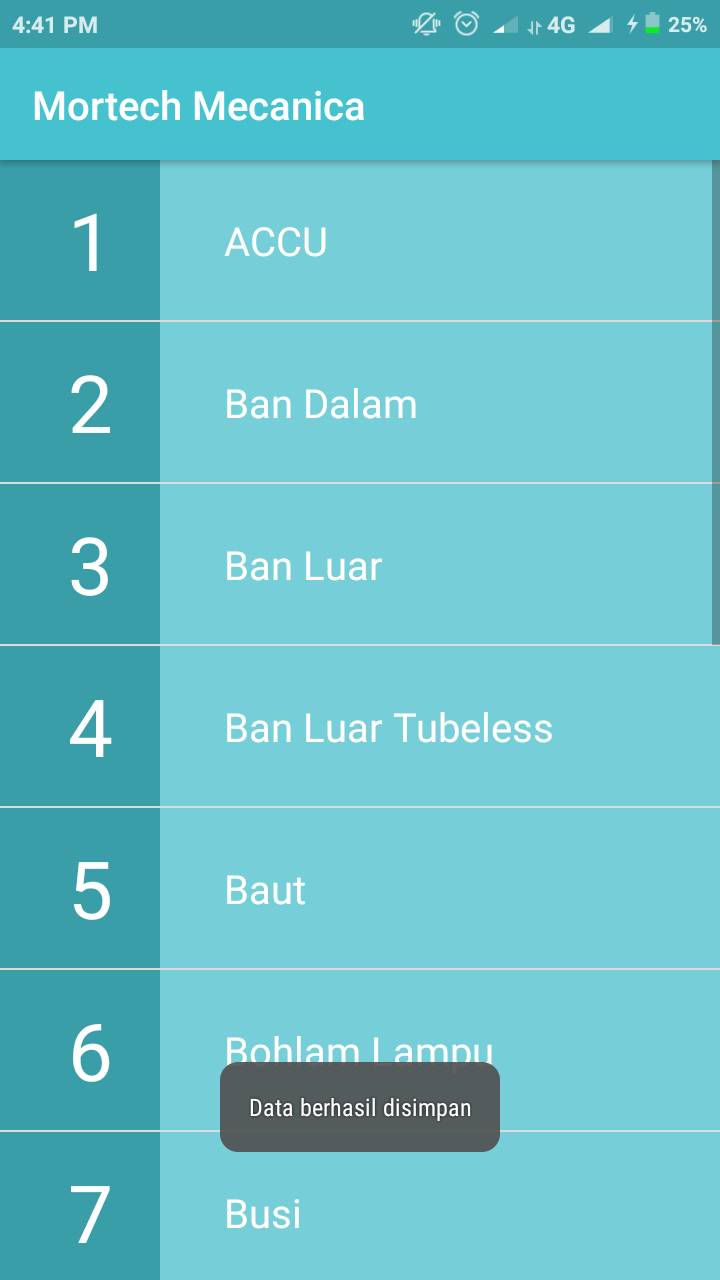 4:41 PM 4G 25%
Mortech Mecanica
1 ACCU
2 Ban Dalam
3 Ban Luar
4 Ban Luar Tubeless
5 Baut
6 Bohlam Lampu
Data berhasil disimpan
7 Busi